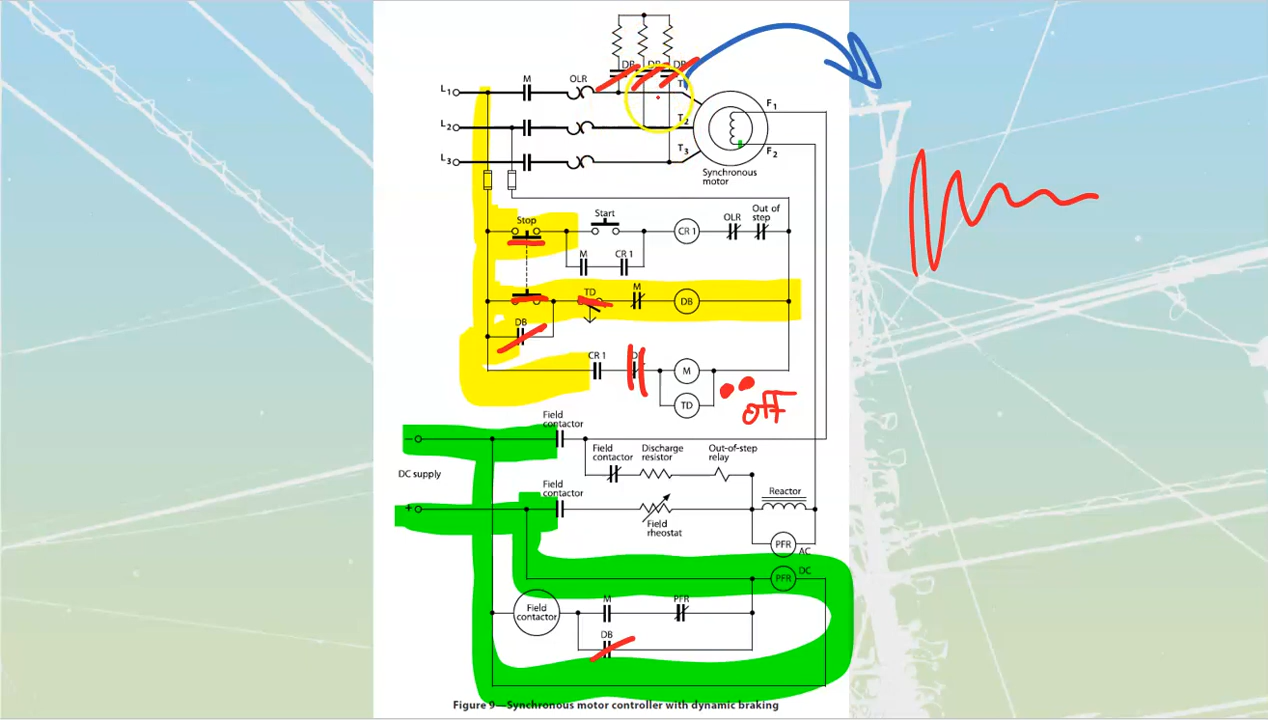 DB DB DB
M OLR
L1 T1
F1
L2 T2
F2
L3 T3
Synchronous
motor
Stop Start OLR Out of
step
CR 1
M CR 1
TD M
DB
DB
CR 1
M
TD
off
Field
contactor
−
Field
contactor Discharge
resistor Out-of-step
relay
DC supply
Field
contactor
Reactor
+
Field
rheostat
PFR AC
PFR DC
Field
contactor
M PFR
DB
Figure 9—Synchronous motor controller with dynamic braking